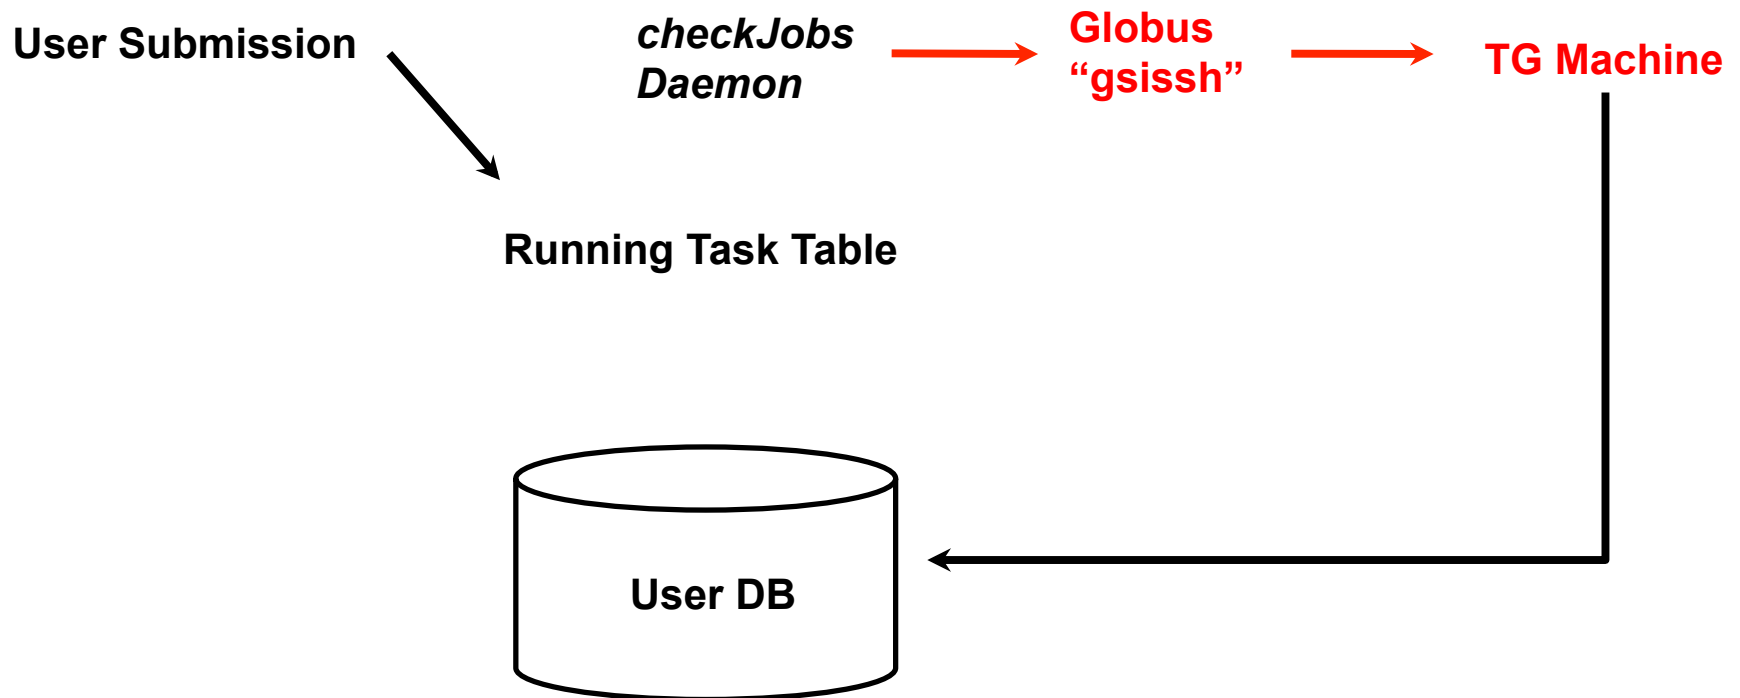 User Submission
checkJobs
Daemon
Globus
“gsissh”
TG Machine
Running Task Table
User DB